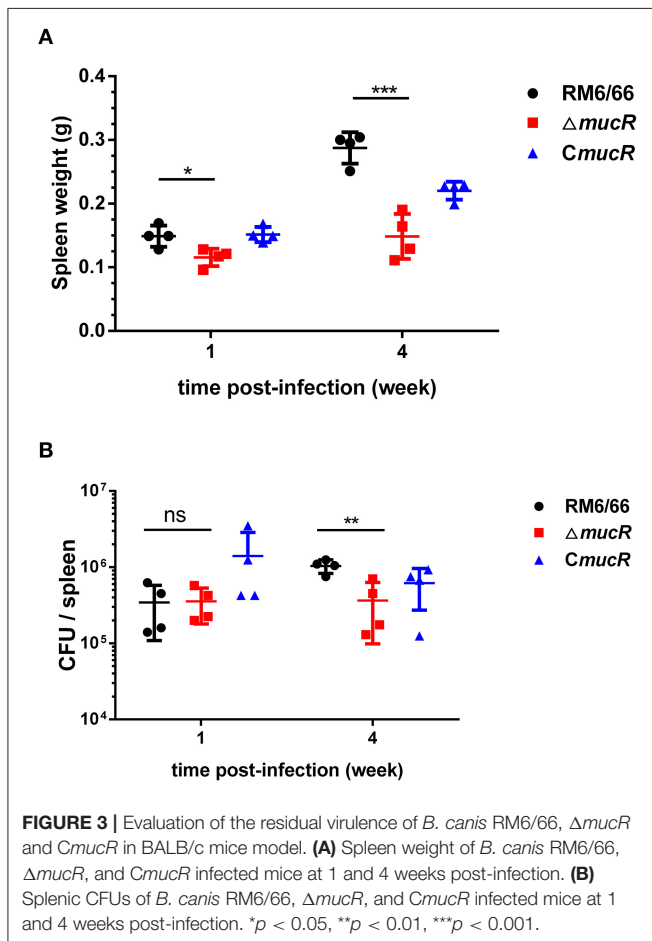 A
0.4
0.3
0.2
0.1
0.0
Spleen weight (g)
*
***
1
4
time post-infection (week)
RM6/66
△mucR
CmucR
B
10⁷
10⁶
10⁵
10⁴
CFU / spleen
ns
**
1
4
time post-infection (week)
RM6/66
△mucR
CmucR
FIGURE 3 | Evaluation of the residual virulence of B. canis RM6/66, ΔmucR
and CmucR in BALB/c mice model. (A) Spleen weight of B. canis RM6/66,
ΔmucR, and CmucR infected mice at 1 and 4 weeks post-infection. (B)
Splenic CFUs of B. canis RM6/66, ΔmucR, and CmucR infected mice at 1
and 4 weeks post-infection. *p < 0.05, **p < 0.01, ***p < 0.001.